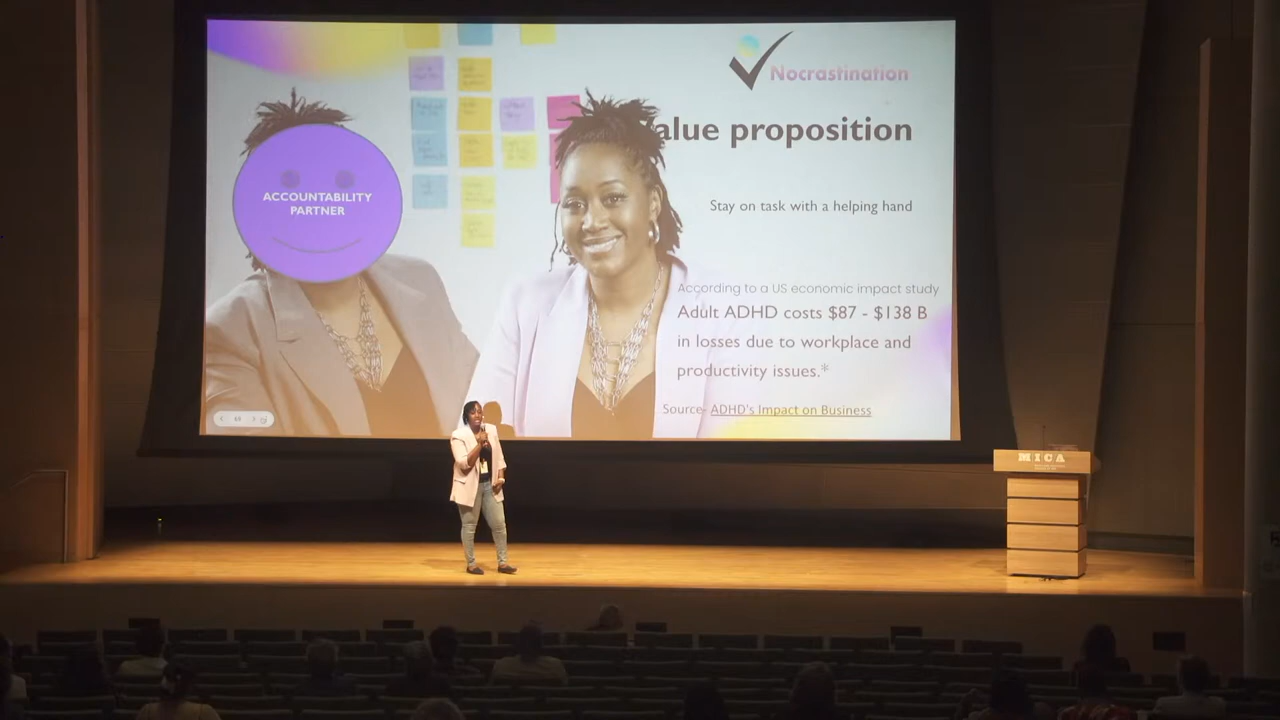 Nocrastination
alue proposition
ACCOUNTABILITY
PARTNER
Stay on task with a helping hand
According to a US economic impact study
Adult ADHD costs $87 - $138 B
in losses due to workplace and
productivity issues.*
Source- ADHD's Impact on Business
MICA